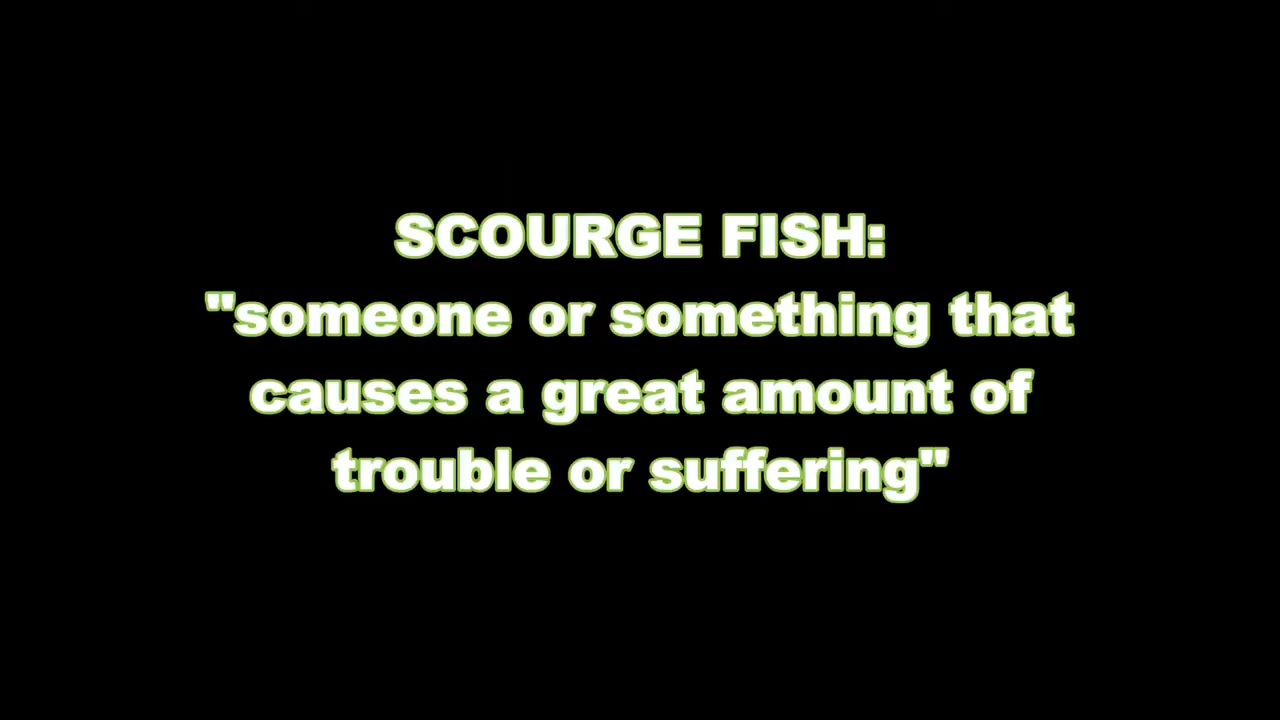 SCOURGE FISH:
"someone or something that
causes a great amount of
trouble or suffering"